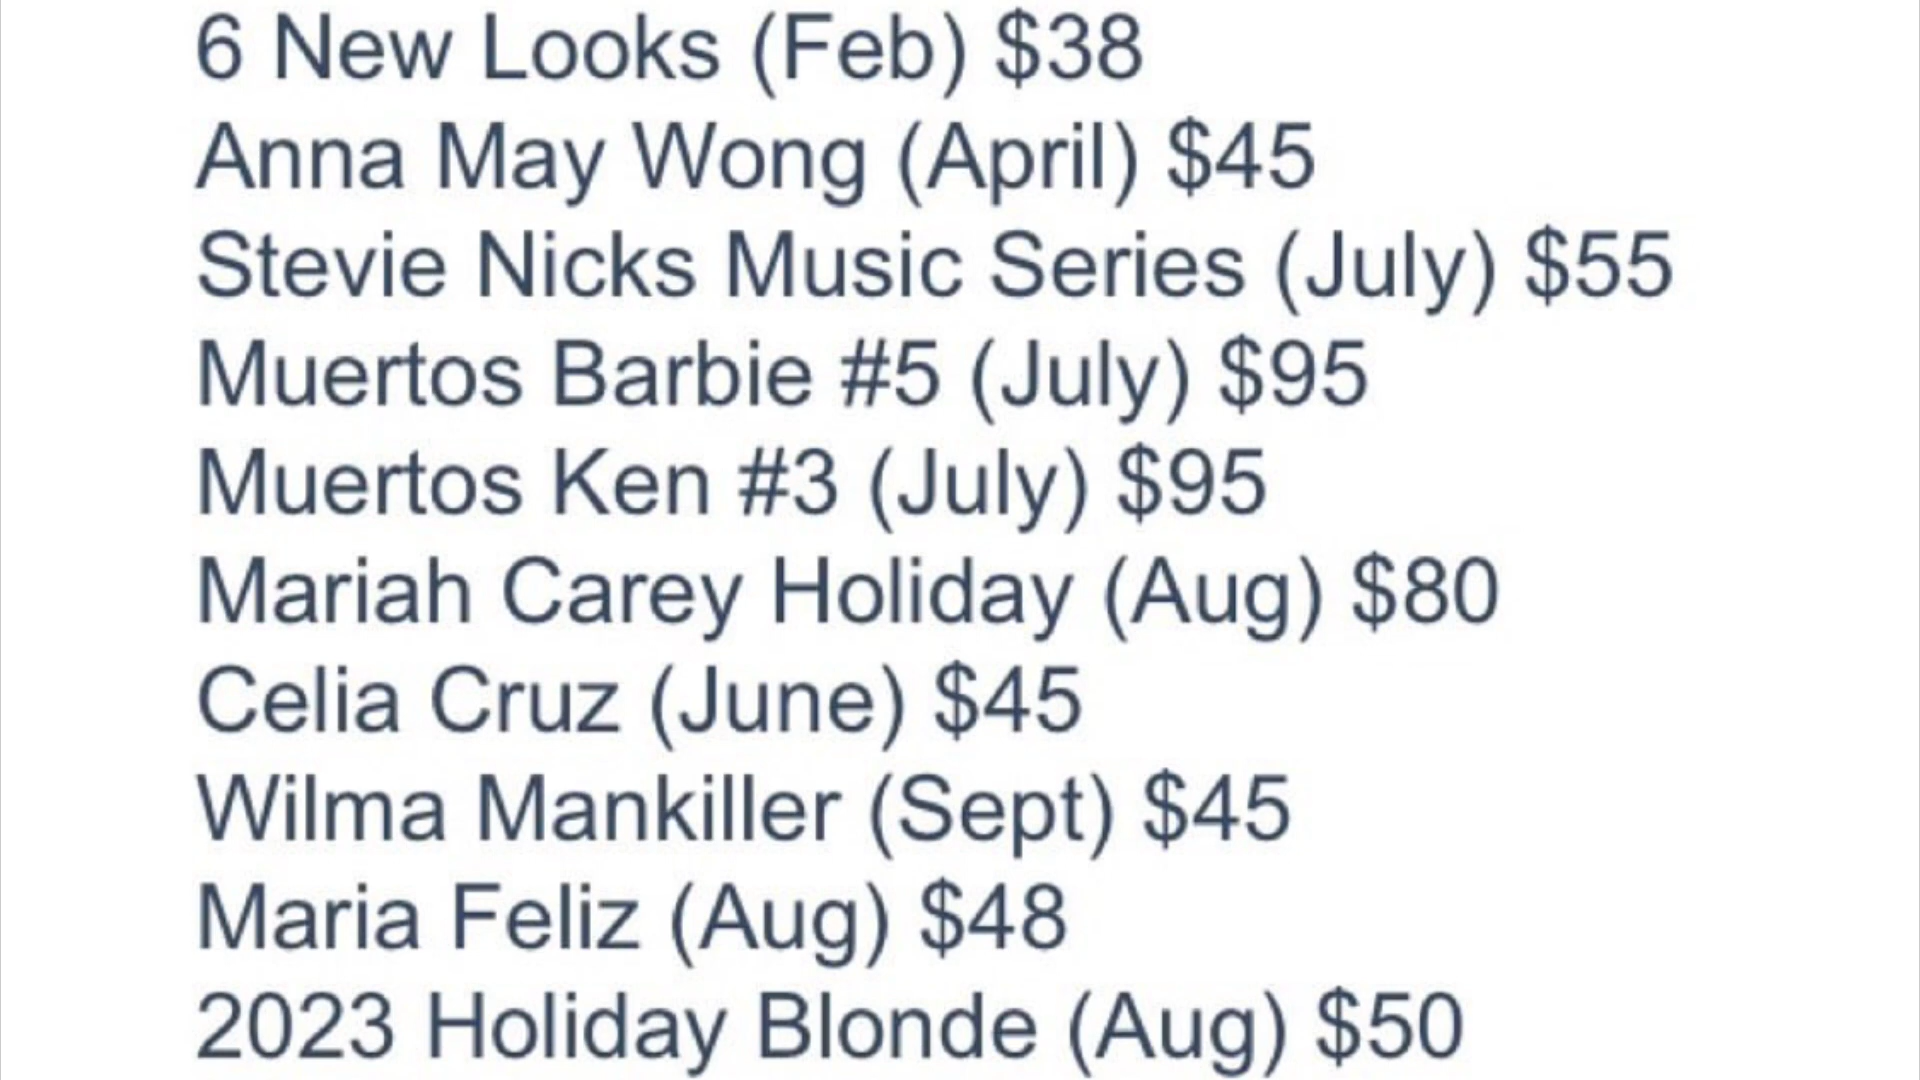 6 New Looks (Feb) $38
Anna May Wong (April) $45
Stevie Nicks Music Series (July) $55
Muertos Barbie #5 (July) $95
Muertos Ken #3 (July) $95
Mariah Carey Holiday (Aug) $80
Celia Cruz (June) $45
Wilma Mankiller (Sept) $45
Maria Feliz (Aug) $48
2023 Holiday Blonde (Aug) $50